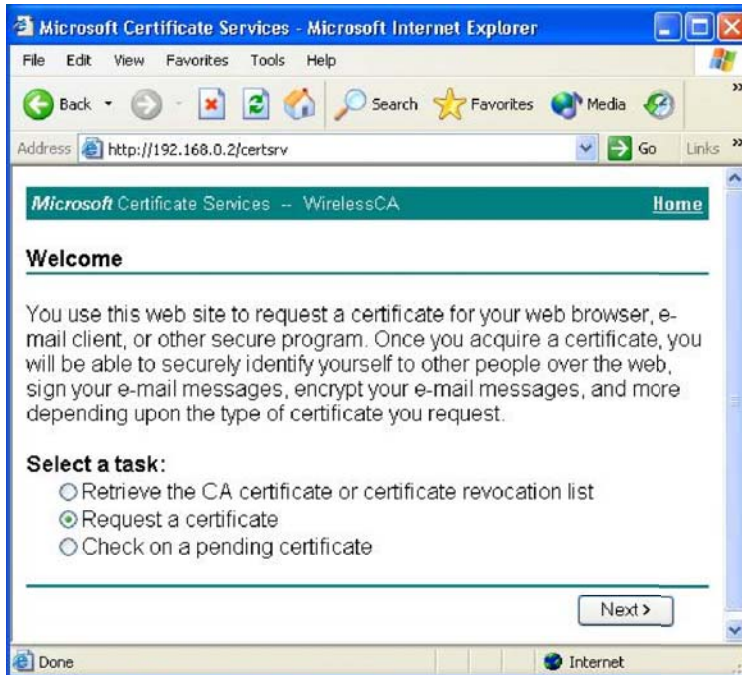 Microsoft Certificate Services - Microsoft Internet Explorer
File Edit View Favorites Tools Help
Back Search Favorites Media »
Address http://192.168.0.2/certsrv Go Links »
Microsoft Certificate Services -- WirelessCA Home
Welcome
You use this web site to request a certificate for your web browser, e-
mail client, or other secure program. Once you acquire a certificate, you
will be able to securely identify yourself to other people over the web,
sign your e-mail messages, encrypt your e-mail messages, and more
depending upon the type of certificate you request.
Select a task:
Retrieve the CA certificate or certificate revocation list
Request a certificate
Check on a pending certificate
Next >
Done Internet